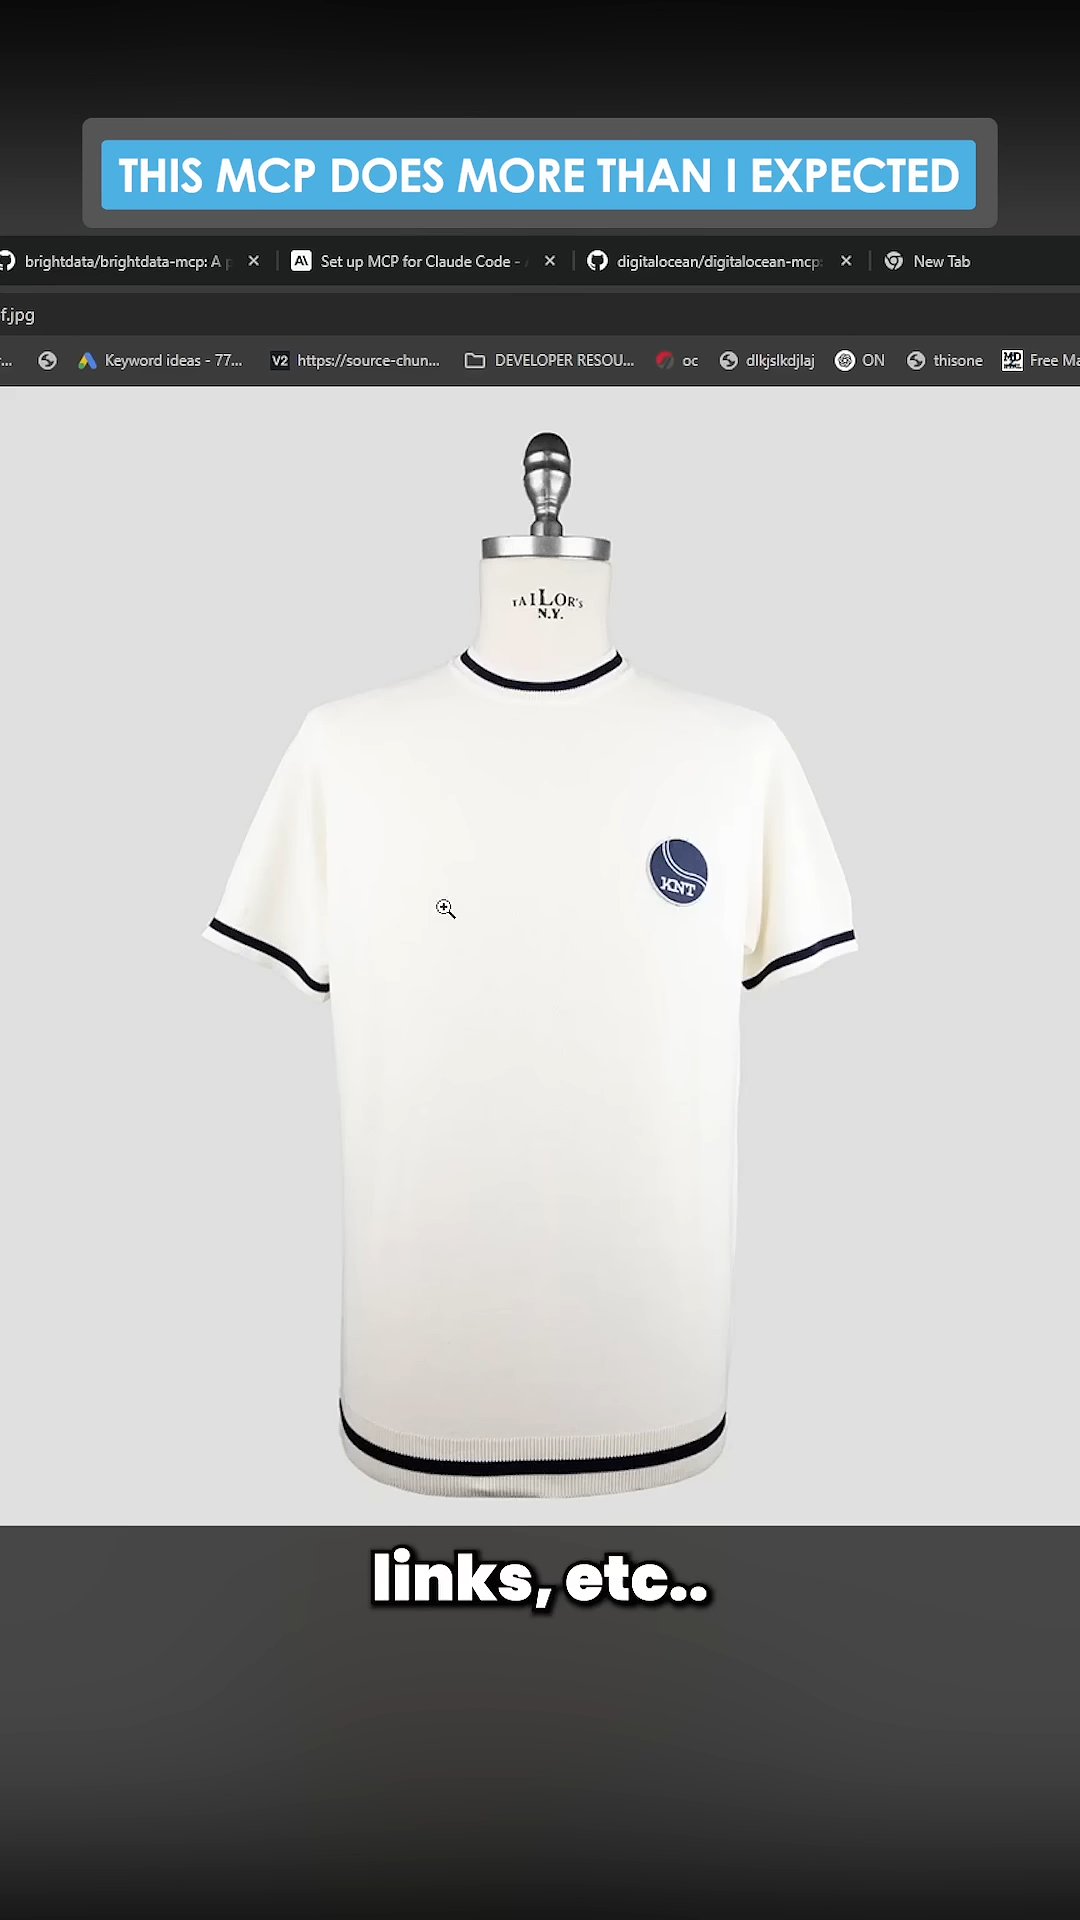 THIS MCP DOES MORE THAN I EXPECTED
brightdata/brightdata-mcp: A p
Set up MCP for Claude Code -
digitalocean/digitalocean-mcp:
New Tab
f.jpg
...
Keyword ideas - 77...
V2
https://source-chun...
DEVELOPER RESOU...
oc
dlkjslkdjlaj
ON
thisone
Free Ma
TAILOR'S
N.Y.
KNT
links, etc..